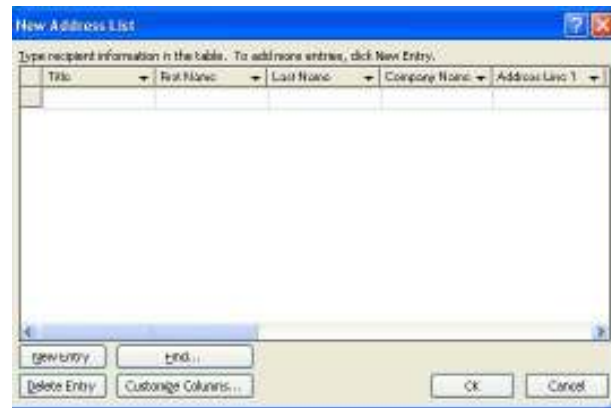 New Address List
Type recipient information in the table. To add more entries, click New Entry.
Title First Name Last Name Company Name Address Line 1
New Entry Find...
Delete Entry Customize Columns... OK Cancel